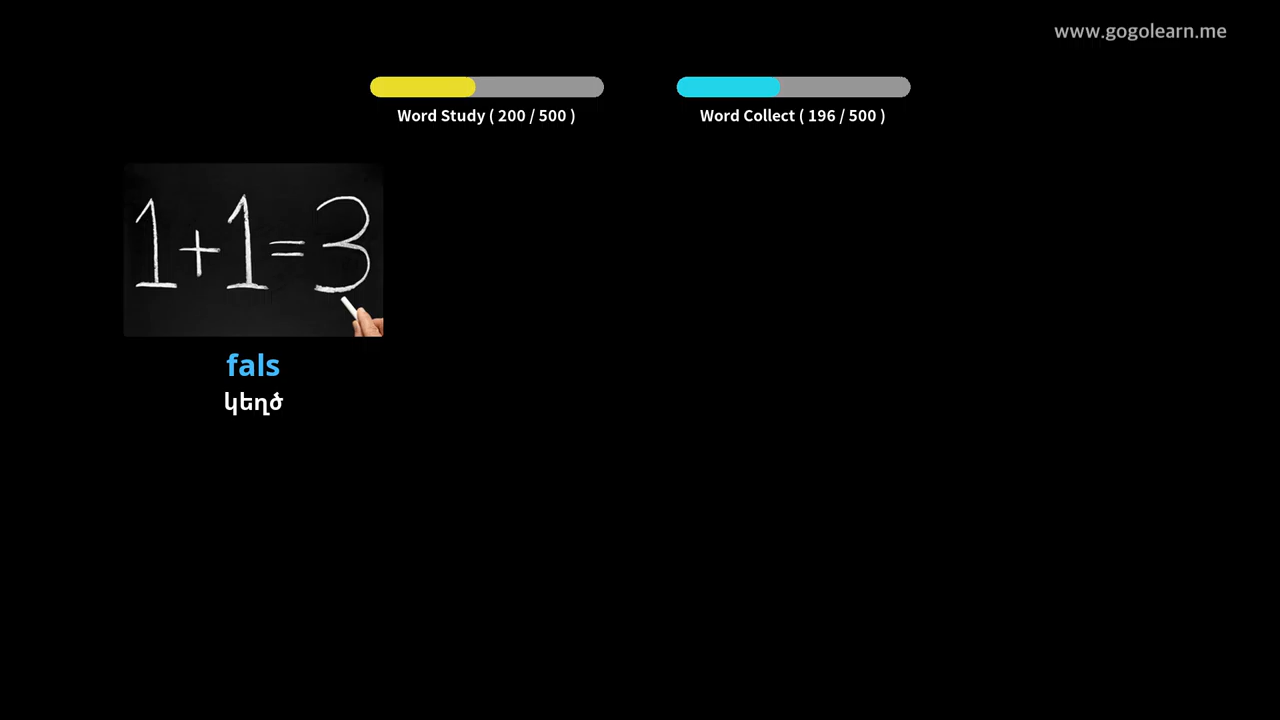 www.gogolearn.me
Word Study ( 200 / 500 )
Word Collect ( 196 / 500 )
1+1=3
fals
կեղծ